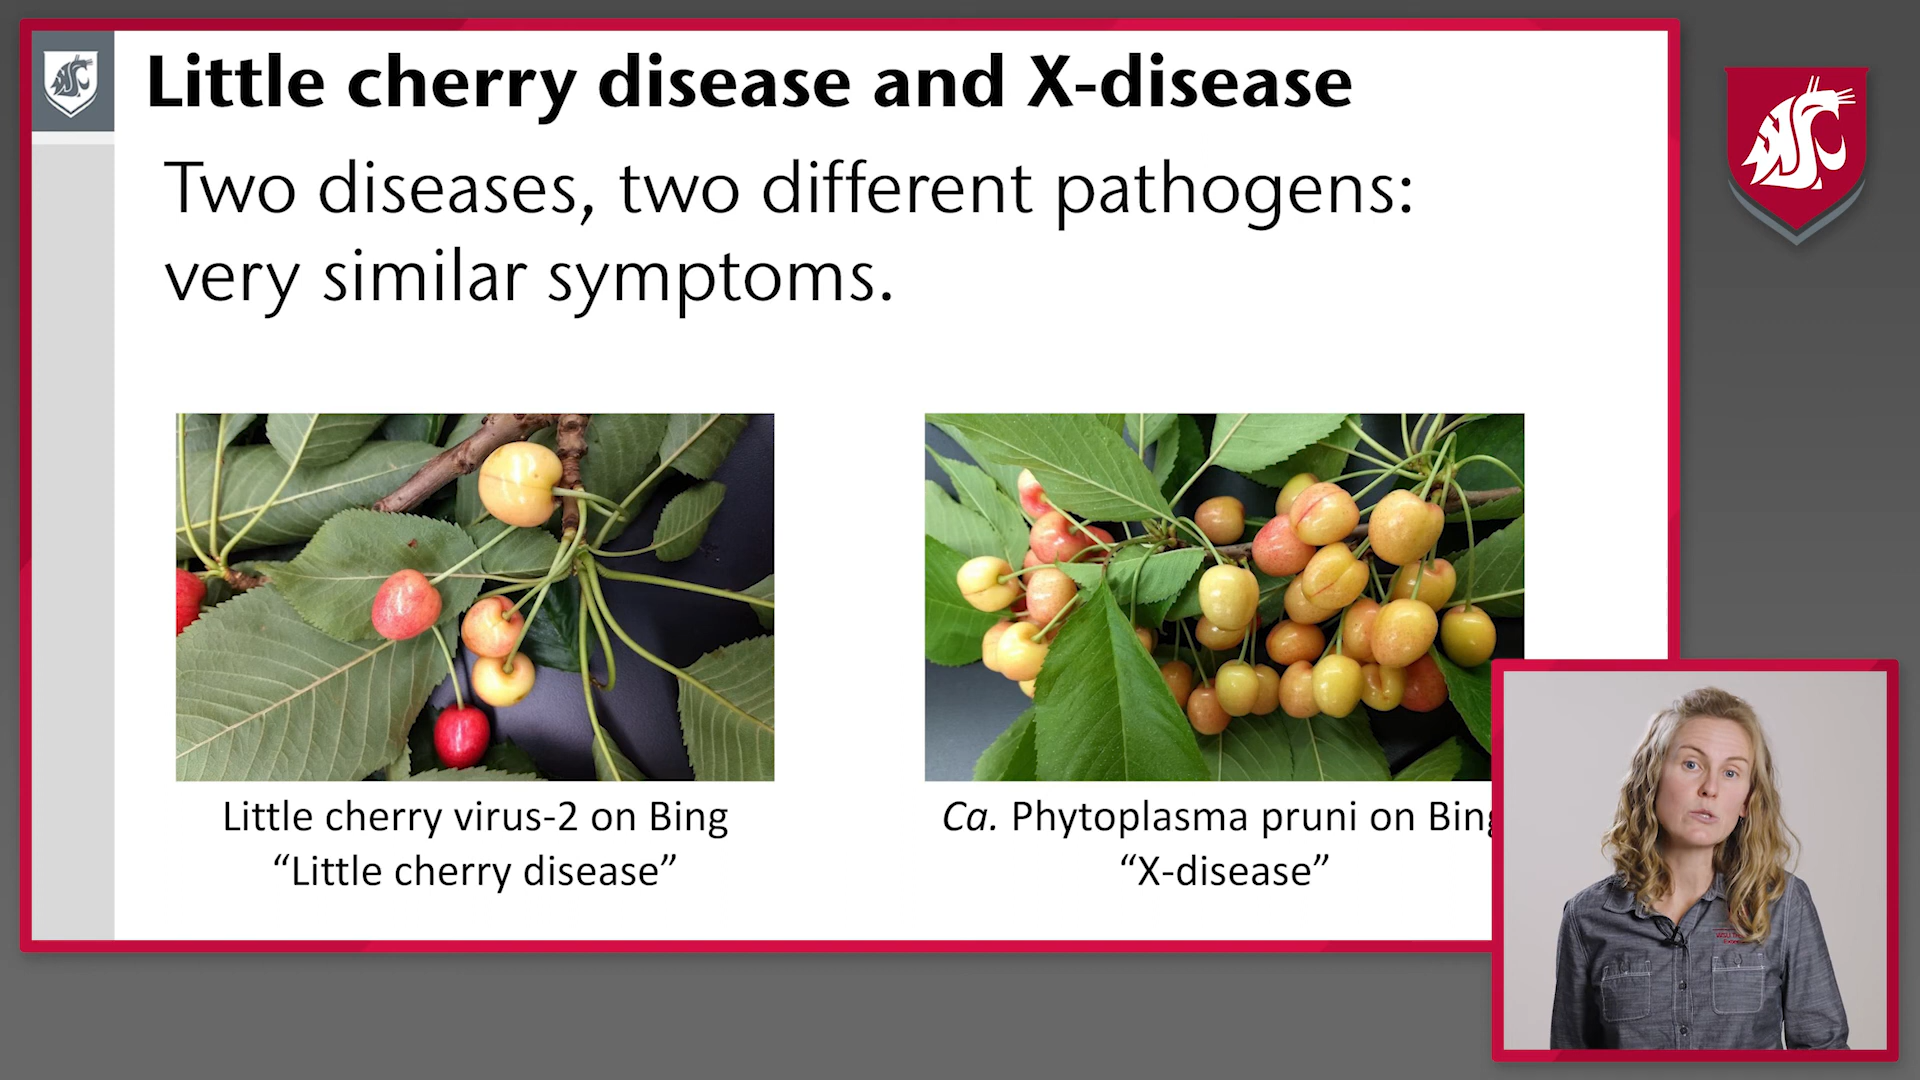 Little cherry disease and X-disease
Two diseases, two different pathogens:
very similar symptoms.
Little cherry virus-2 on Bing
“Little cherry disease”
Ca. Phytoplasma pruni on Bing
“X-disease”